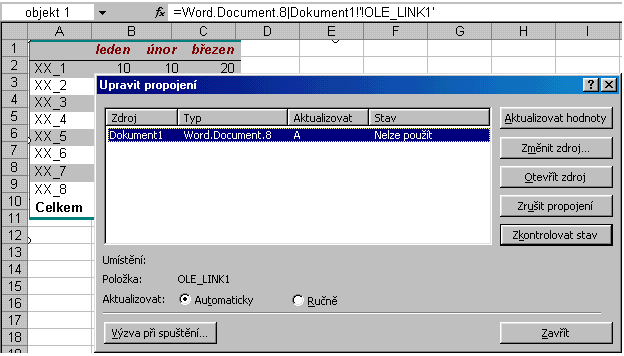 objekt 1 fx =Word.Document.8|Dokument1!'!OLE_LINK1'
A B C D E F G H I
1 leden únor březen
2 XX_1 10 10 20
3 XX_2
4 XX_3
5 XX_4
6 XX_5
7 XX_6
8 XX_7
9 XX_8
10 Celkem
11
12
13
14
15
16
17
18
Upravit propojení
Zdroj Typ Aktualizovat Stav
Dokument1 Word.Document.8 A Nelze použít
Aktualizovat hodnoty
Změnit zdroj...
Otevřít zdroj
Zrušit propojení
Zkontrolovat stav
Umístění:
Položka: OLE_LINK1
Aktualizovat: Automaticky Ručně
Výzva při spuštění... Zavřít